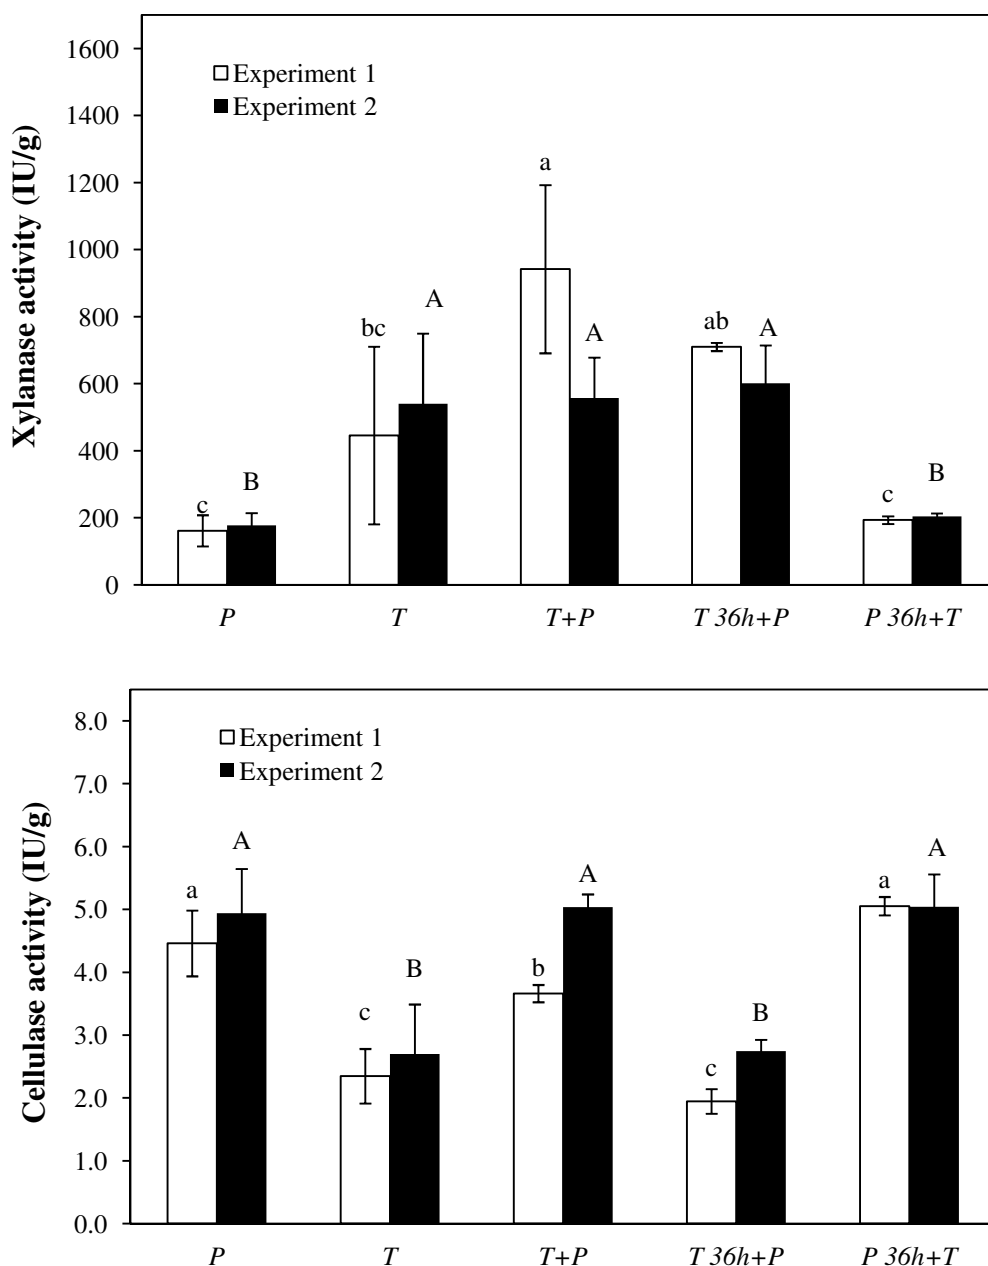 Xylanase activity (IU/g)
1600
1400
1200
1000
800
600
400
200
0
Experiment 1
Experiment 2
c
B
bc
A
a
A
ab
A
c
B
P
T
T+P
T 36h+P
P 36h+T
Cellulase activity (IU/g)
8.0
7.0
6.0
5.0
4.0
3.0
2.0
1.0
0.0
Experiment 1
Experiment 2
a
A
c
B
b
A
c
B
a
A
P
T
T+P
T 36h+P
P 36h+T